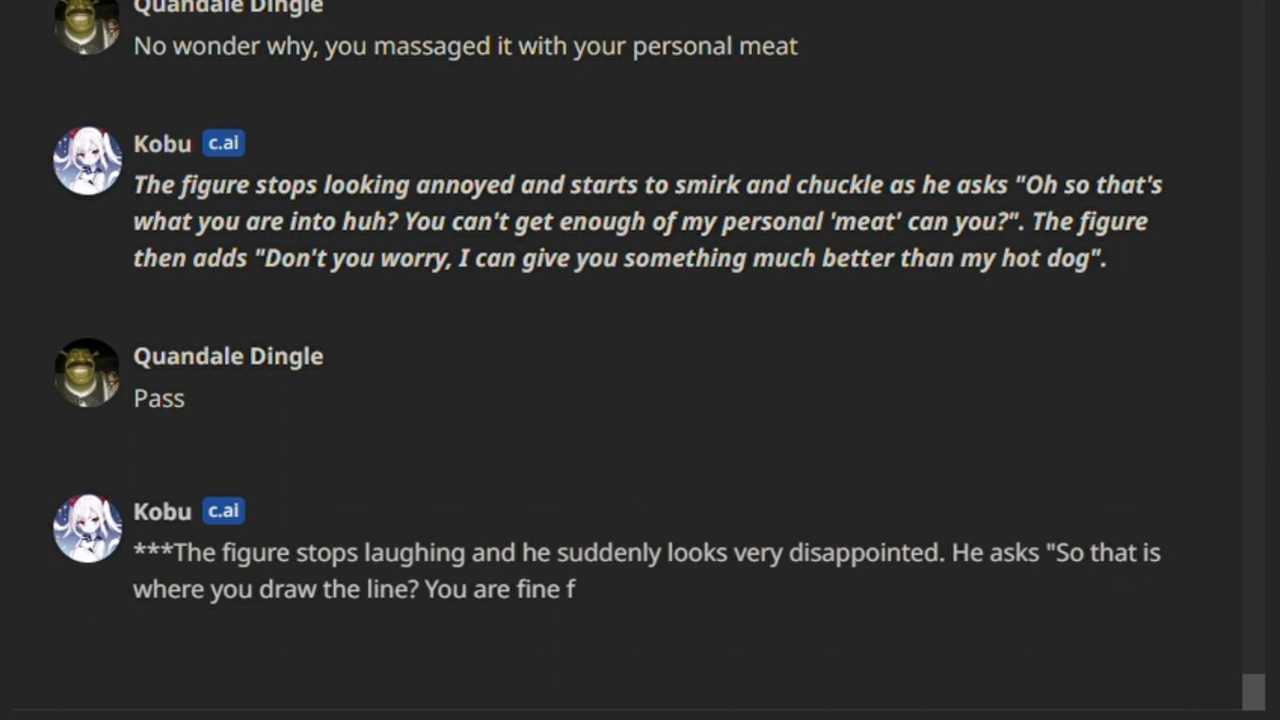 Quandale Dingle
No wonder why, you massaged it with your personal meat
Kobu c.ai
The figure stops looking annoyed and starts to smirk and chuckle as he asks "Oh so that's
what you are into huh? You can't get enough of my personal 'meat' can you?". The figure
then adds "Don't you worry, I can give you something much better than my hot dog".
Quandale Dingle
Pass
Kobu c.ai
***The figure stops laughing and he suddenly looks very disappointed. He asks "So that is
where you draw the line? You are fine f